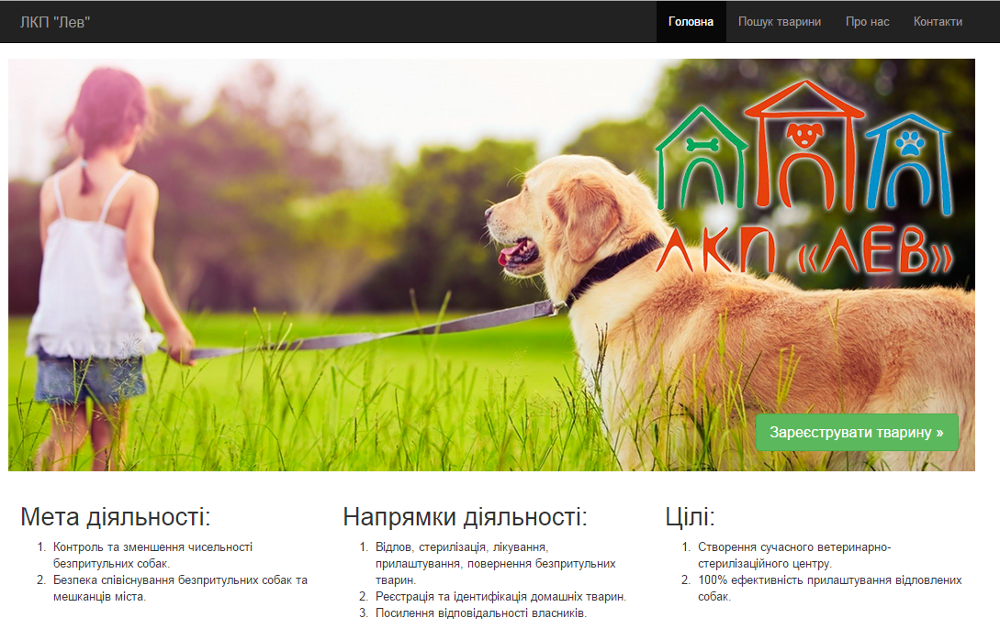 ЛКП "Лев"
Головна
Пошук тварини
Про нас
Контакти
ЛКП «ЛЕВ»
Зареєструвати тварину »
Мета діяльності:
1. Контроль та зменшення чисельності
безпритульних собак.
2. Безпека співіснування безпритульних собак та
мешканців міста.
Напрямки діяльності:
1. Відлов, стерилізація, лікування,
прилаштування, повернення безпритульних
тварин.
2. Реєстрація та ідентифікація домашніх тварин.
3. Посилення відповідальності власників.
Цілі:
1. Створення сучасного ветеринарно-
стерилізаційного центру.
2. 100% ефективність прилаштування відловлених
собак.